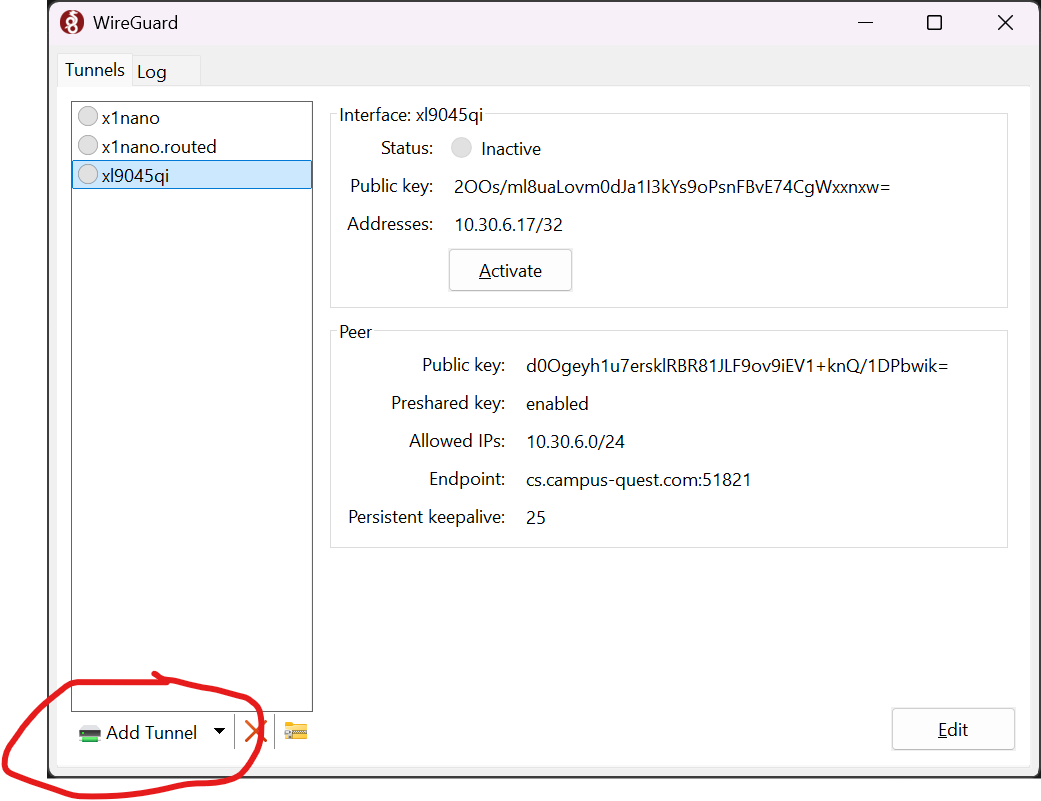 WireGuard
Tunnels Log
x1nano
x1nano.routed
xl9045qi
Interface: xl9045qi
Status: Inactive
Public key: 2OOs/ml8uaLovm0dJa1I3kYs9oPsnFBvE74CgWxxnxw=
Addresses: 10.30.6.17/32
Activate
Peer
Public key: d0Ogeyh1u7ersklRBR81JLF9ov9iEV1+knQ/1DPbwik=
Preshared key: enabled
Allowed IPs: 10.30.6.0/24
Endpoint: cs.campus-quest.com:51821
Persistent keepalive: 25
Add Tunnel
Edit